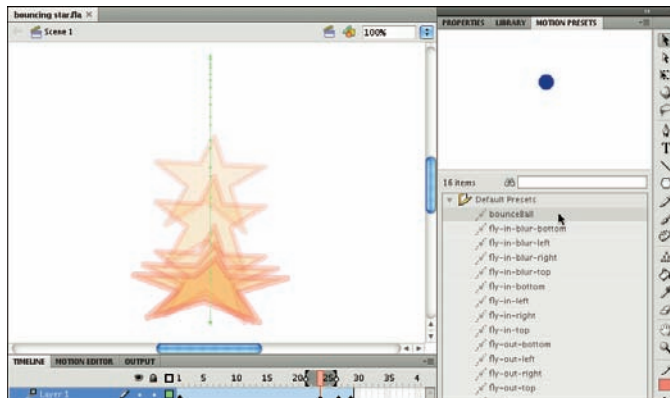 bouncing star.fla ×
Scene 1
100%
PROPERTIES LIBRARY MOTION PRESETS
16 items
Default Presets
bounceBall
fly-in-blur-bottom
fly-in-blur-left
fly-in-blur-right
fly-in-blur-top
fly-in-bottom
fly-in-left
fly-in-right
fly-in-top
fly-out-bottom
fly-out-left
fly-out-right
fly-out-top
TIMELINE MOTION EDITOR OUTPUT
1 5 10 15 20 25 30 35 4
Layer 1
T